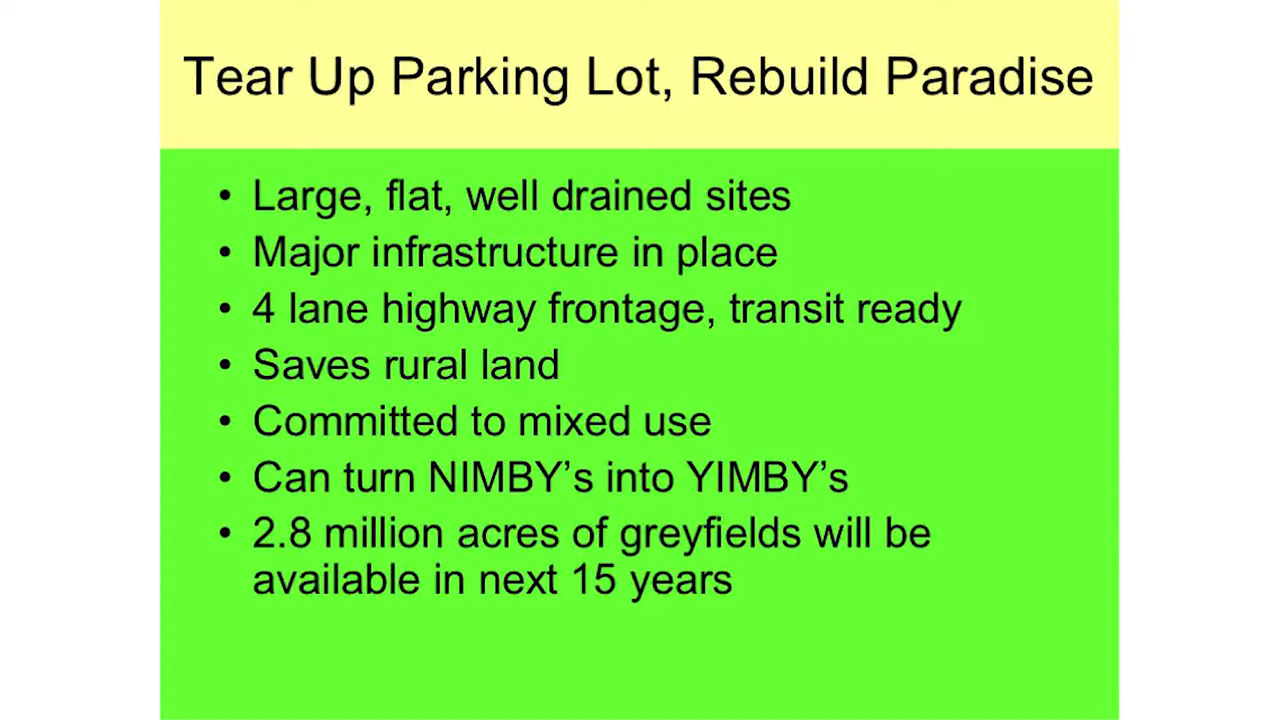 Tear Up Parking Lot, Rebuild Paradise
• Large, flat, well drained sites
• Major infrastructure in place
• 4 lane highway frontage, transit ready
• Saves rural land
• Committed to mixed use
• Can turn NIMBY’s into YIMBY’s
• 2.8 million acres of greyfields will be
available in next 15 years